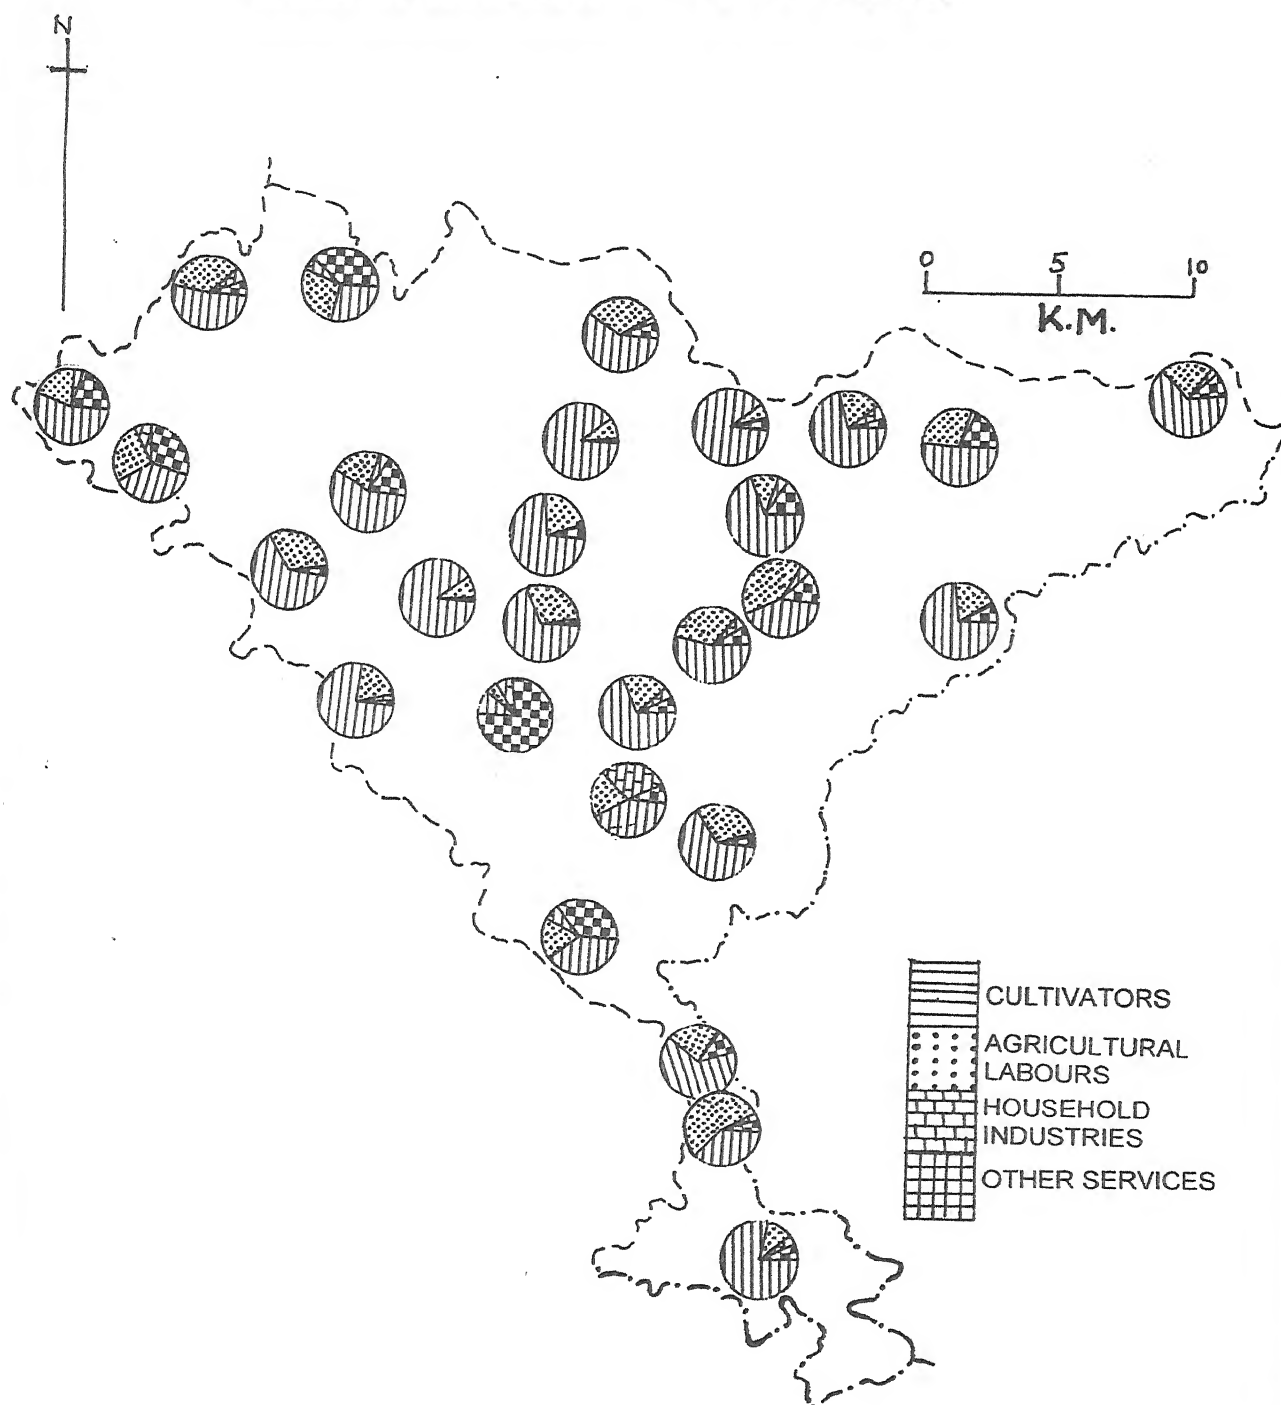 N
0 5 10
K.M.
CULTIVATORS
AGRICULTURAL
LABOURS
HOUSEHOLD
INDUSTRIES
OTHER SERVICES